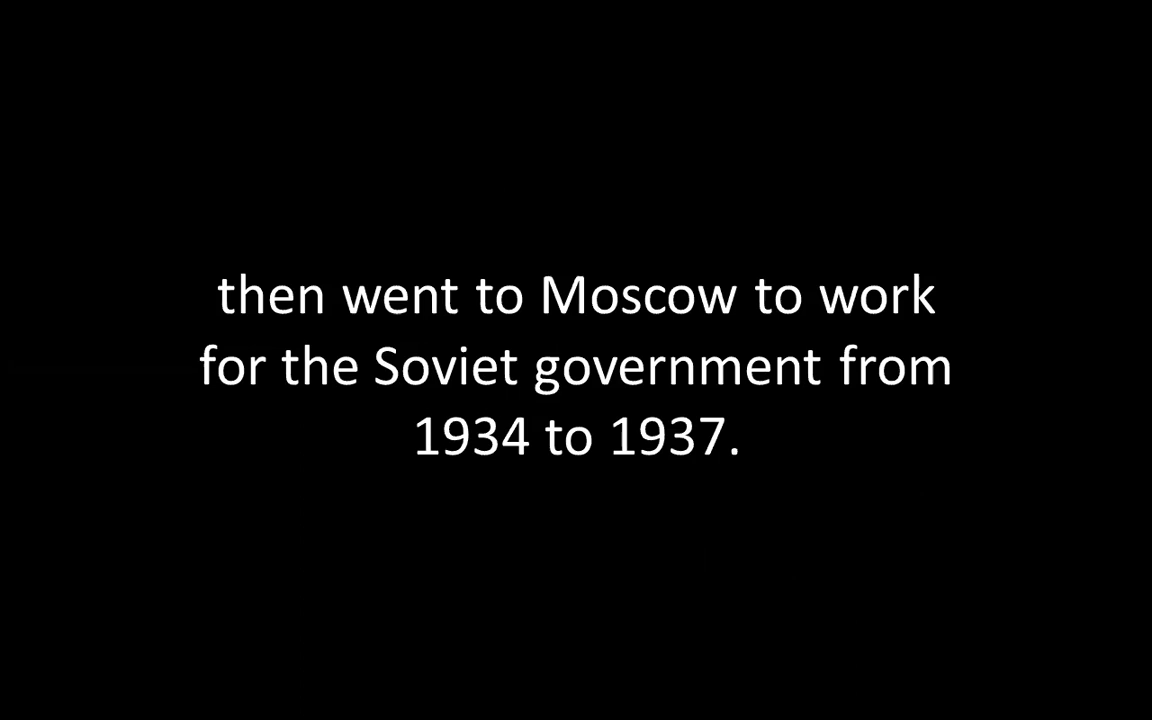 then went to Moscow to work
for the Soviet government from
1934 to 1937.